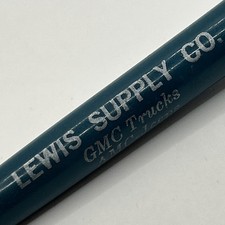 LEWIS SUPPLY CO.
GMC Trucks